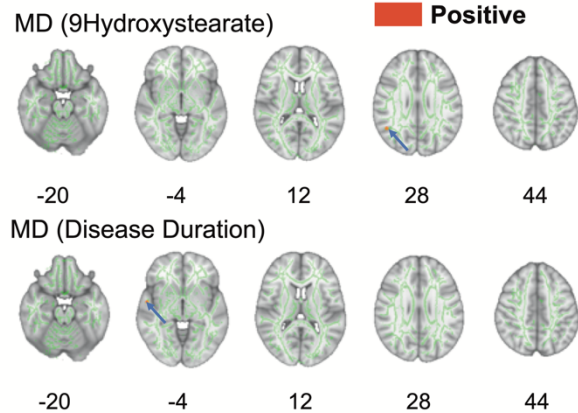 Positive
MD (9Hydroxystearate)
-20 -4 12 28 44
MD (Disease Duration)
-20 -4 12 28 44